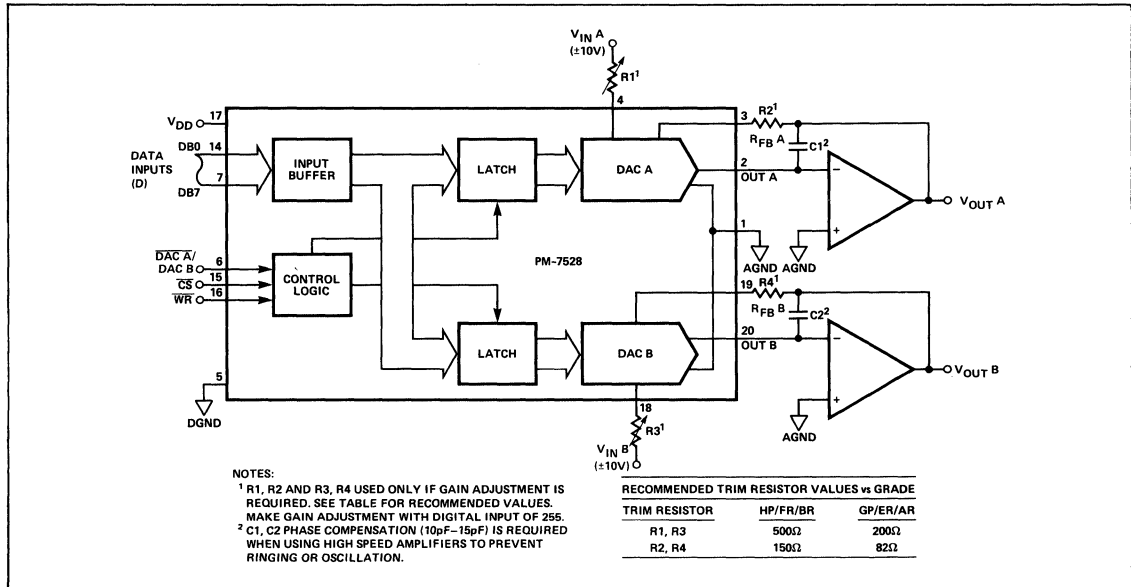 V_IN A
(±10V)
R1¹
4
V_DD
17
3
R2¹
R_FB A
C1²
DATA
INPUTS
(D)
DB0
14
7
DB7
INPUT
BUFFER
LATCH
DAC A
2
OUT A
−
+
V_OUT A
1
AGND
AGND
PM-7528
D̅A̅C̅ ̅A̅/
DAC B
6
C̅S̅
15
W̅R̅
16
CONTROL
LOGIC
19
R4¹
R_FB B
C2²
LATCH
DAC B
20
OUT B
−
+
V_OUT B
AGND
5
DGND
18
R3¹
V_IN B
(±10V)
NOTES:
¹ R1, R2 AND R3, R4 USED ONLY IF GAIN ADJUSTMENT IS
REQUIRED. SEE TABLE FOR RECOMMENDED VALUES.
MAKE GAIN ADJUSTMENT WITH DIGITAL INPUT OF 255.
² C1, C2 PHASE COMPENSATION (10pF–15pF) IS REQUIRED
WHEN USING HIGH SPEED AMPLIFIERS TO PREVENT
RINGING OR OSCILLATION.
RECOMMENDED TRIM RESISTOR VALUES vs GRADE
TRIM RESISTOR HP/FR/BR GP/ER/AR
R1, R3 500Ω 200Ω
R2, R4 150Ω 82Ω